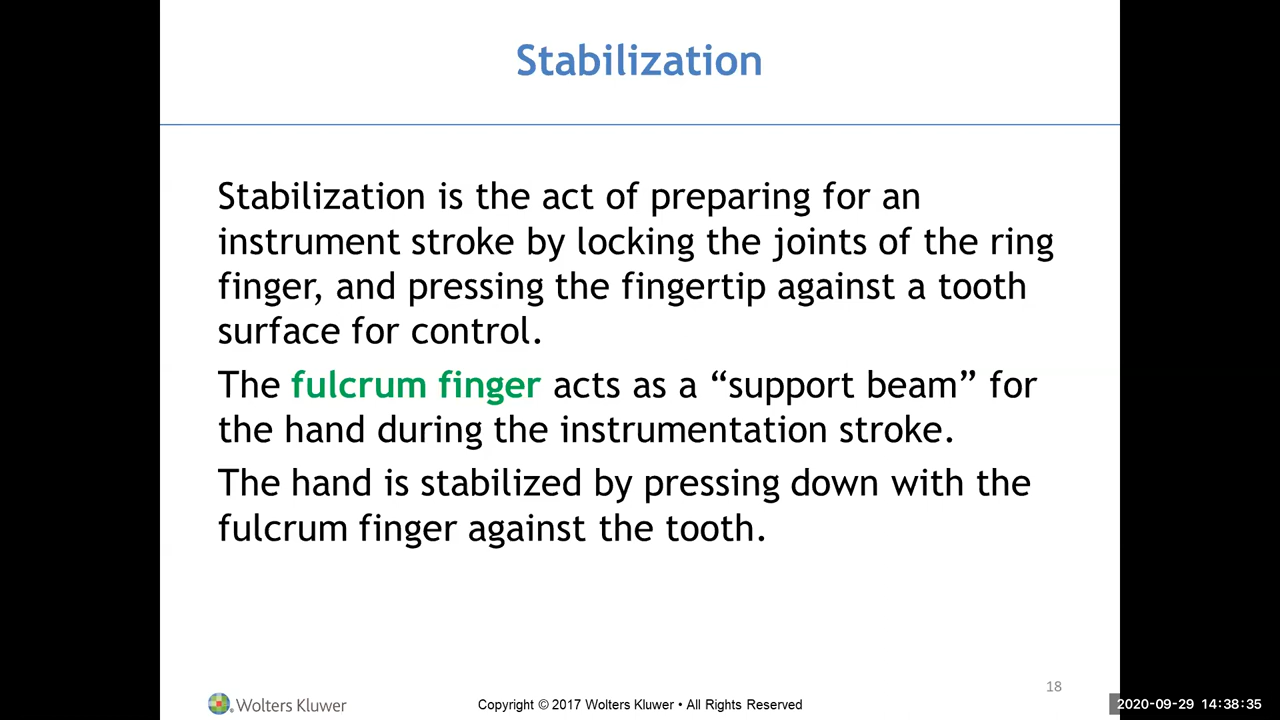 Stabilization
Stabilization is the act of preparing for an
instrument stroke by locking the joints of the ring
finger, and pressing the fingertip against a tooth
surface for control.
The fulcrum finger acts as a “support beam” for
the hand during the instrumentation stroke.
The hand is stabilized by pressing down with the
fulcrum finger against the tooth.
18
Wolters Kluwer
Copyright © 2017 Wolters Kluwer • All Rights Reserved
2020-09-29 14:38:35